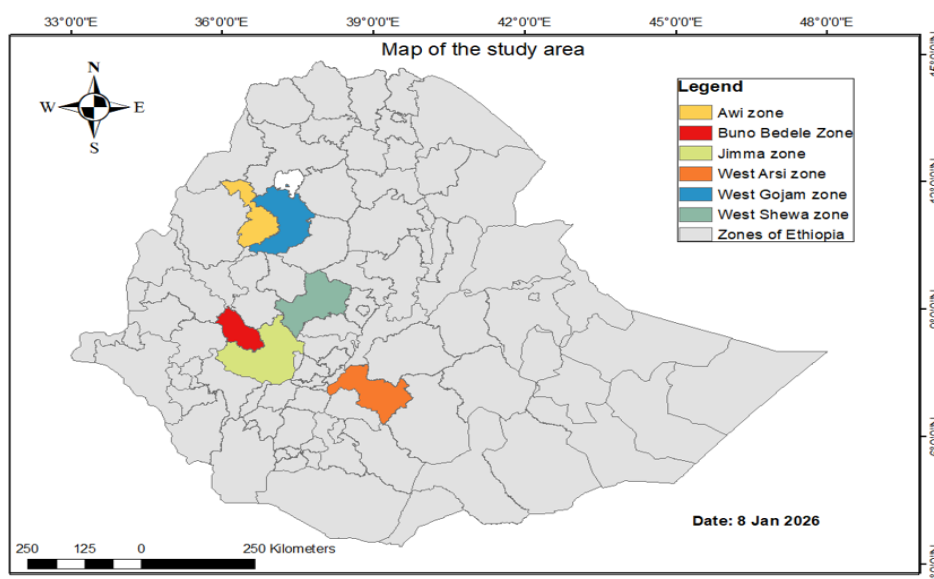 33°0'0"E 36°0'0"E 39°0'0"E 42°0'0"E 45°0'0"E 48°0'0"E
Map of the study area
N
W E
S
Legend
Awi zone
Buno Bedele Zone
Jimma zone
West Arsi zone
West Gojam zone
West Shewa zone
Zones of Ethiopia
Date: 8 Jan 2026
250 125 0 250 Kilometers